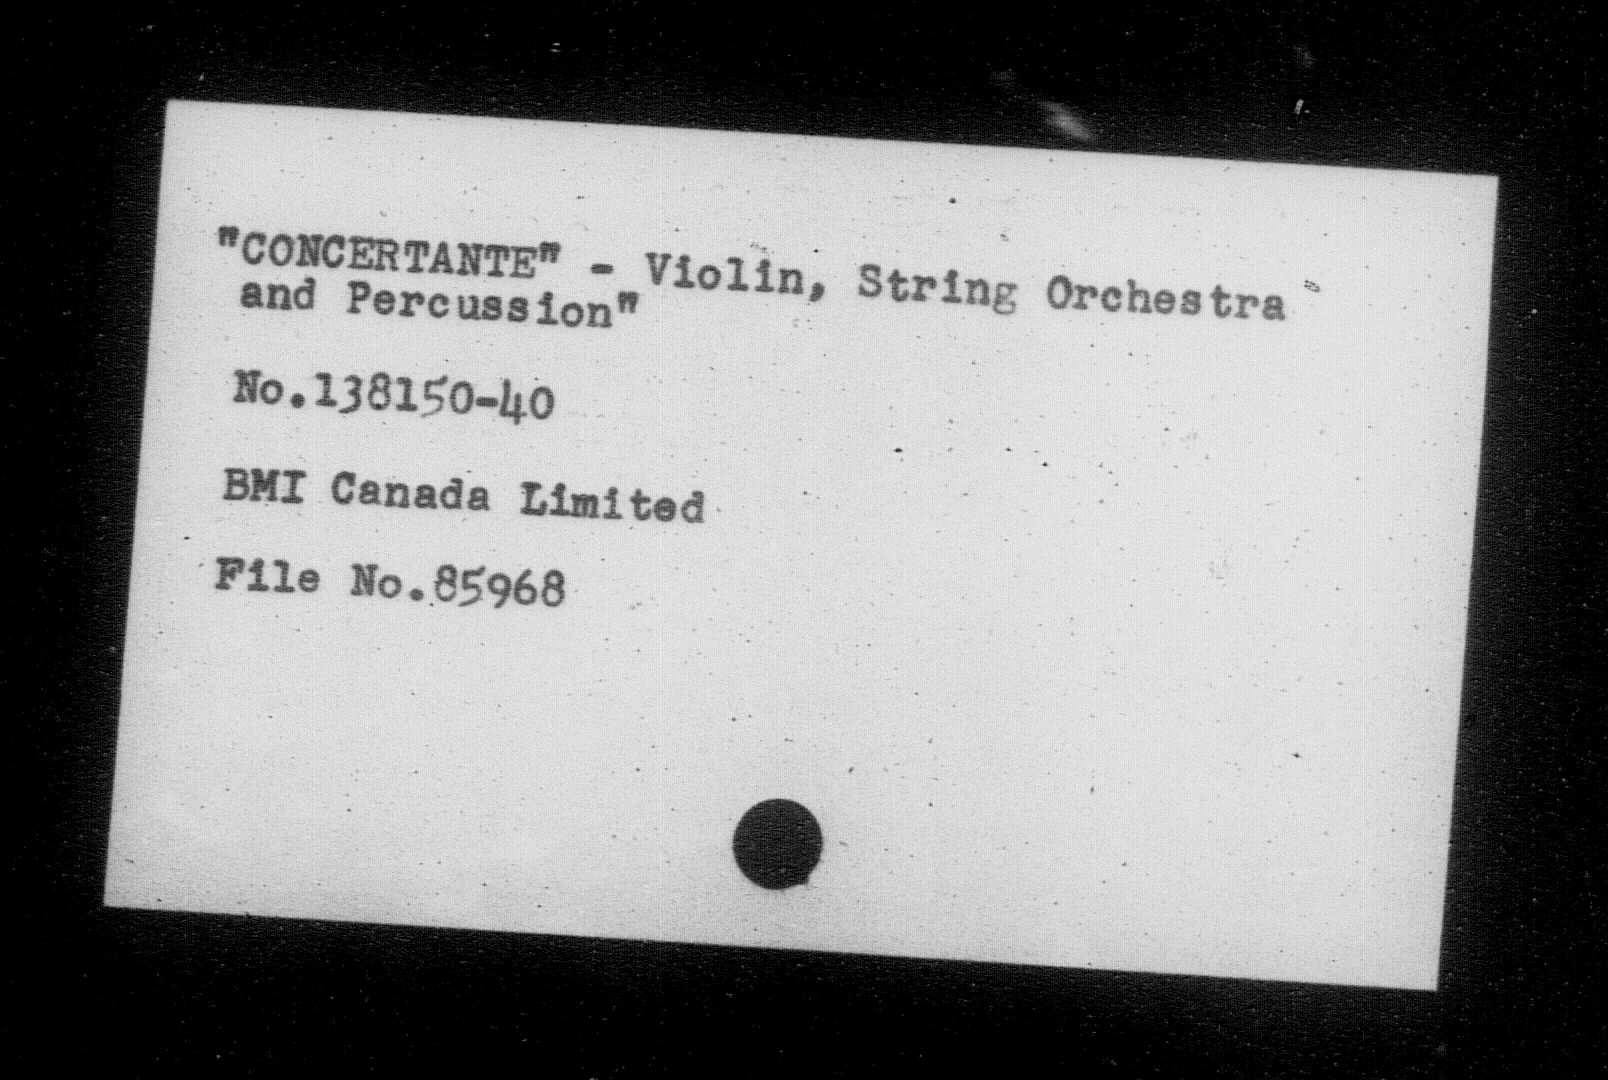 "CONCERTANTE" - Violin, String Orchestra
and Percussion"
No.138150-40
BMI Canada Limited
File No.85968